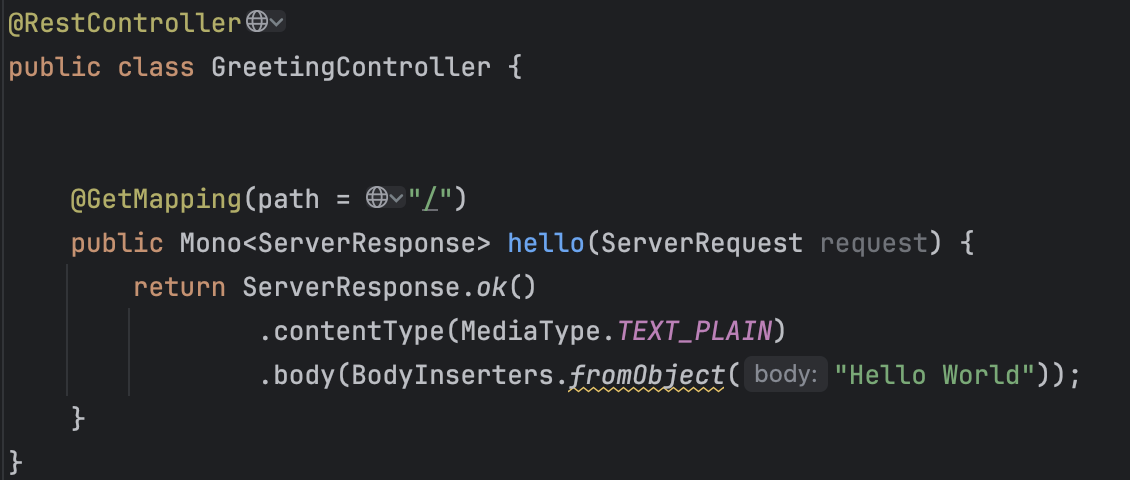 @RestController
public class GreetingController {
@GetMapping(path = "/")
public Mono<ServerResponse> hello(ServerRequest request) {
return ServerResponse.ok()
.contentType(MediaType.TEXT_PLAIN)
.body(BodyInserters.fromObject( body: "Hello World"));
}
}